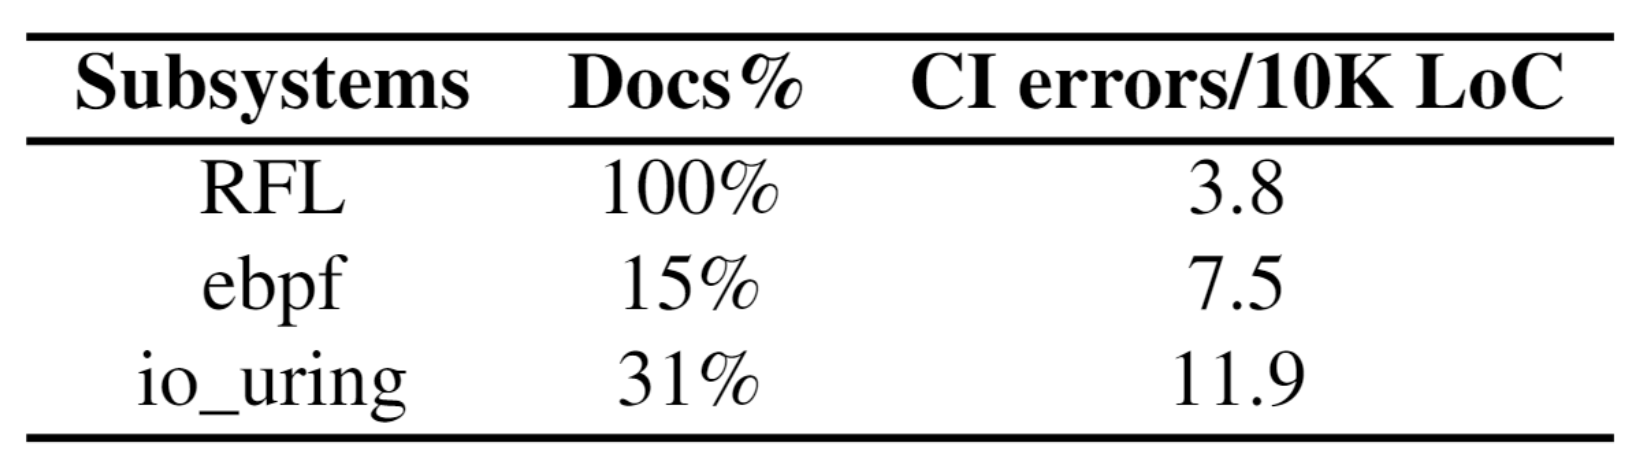 Subsystems Docs% CI errors/10K LoC
RFL 100% 3.8
ebpf 15% 7.5
io_uring 31% 11.9